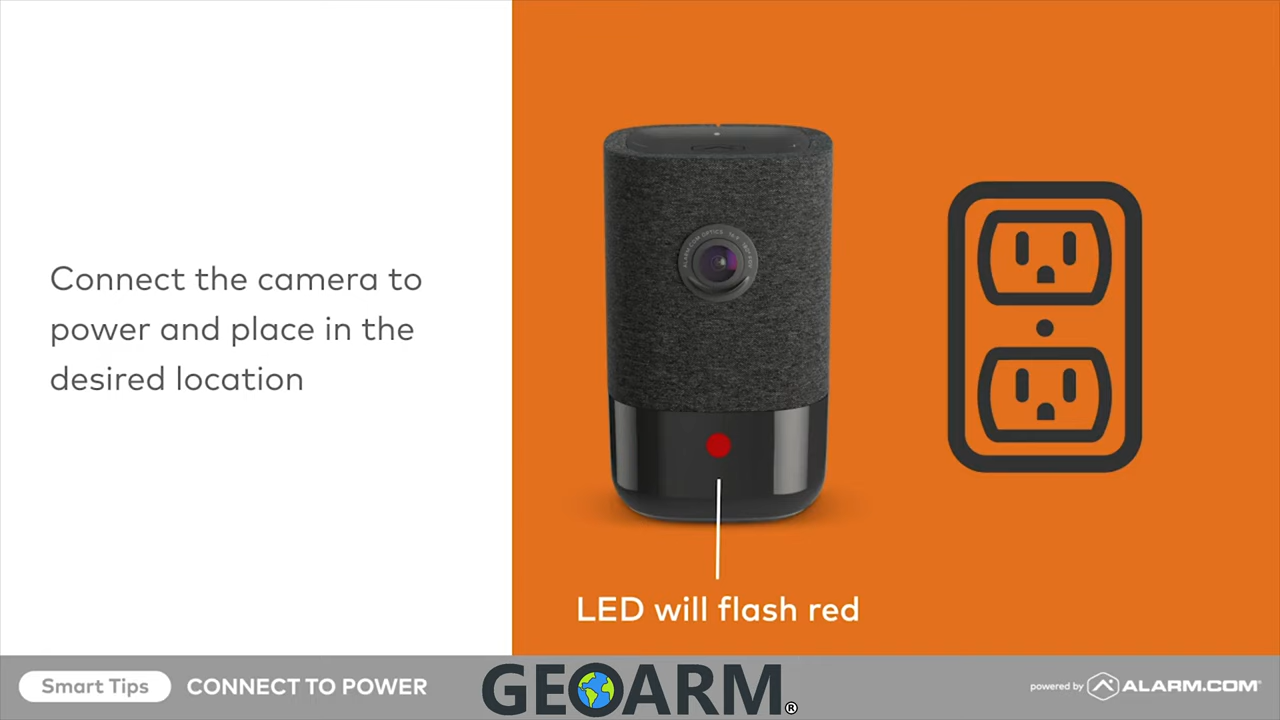 Connect the camera to
power and place in the
desired location
LED will flash red
Smart Tips
CONNECT TO POWER
GEOARM®
powered by ALARM.COM®